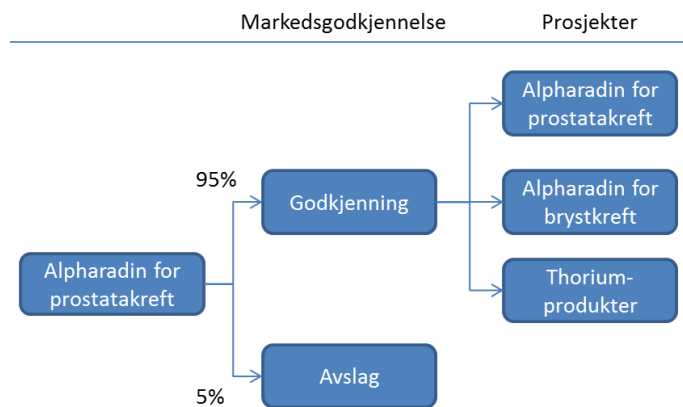 Markedsgodkjennelse
Prosjekter
Alpharadin for
prostatakreft
95%
Godkjenning
Alpharadin for
brystkreft
Alpharadin for
prostatakreft
Thorium-
produkter
Avslag
5%